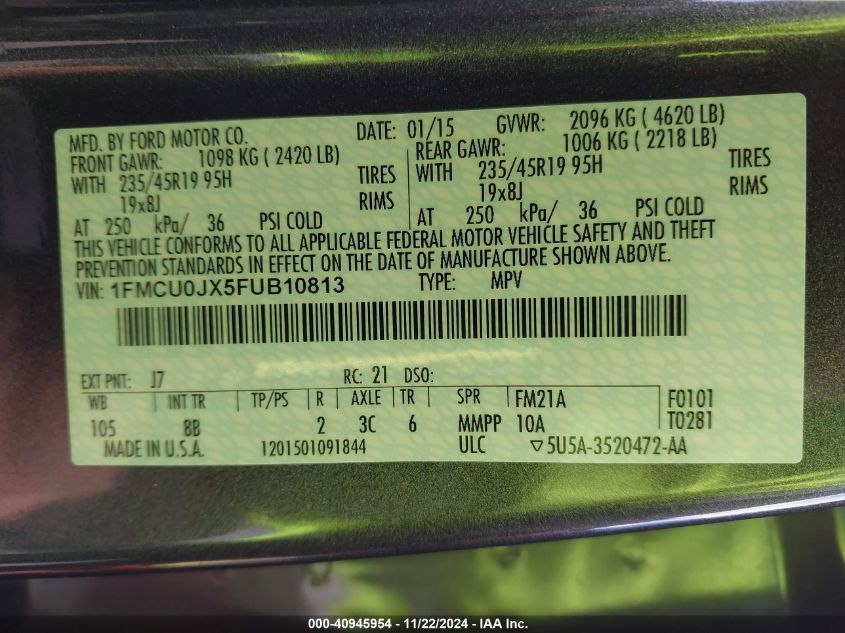 MFD. BY FORD MOTOR CO. DATE: 01/15 GVWR: 2096 KG ( 4620 LB)
FRONT GAWR: 1098 KG ( 2420 LB) REAR GAWR: 1006 KG ( 2218 LB)
WITH 235/45R19 95H TIRES WITH 235/45R19 95H TIRES
19x8J RIMS 19x8J RIMS
AT 250 kPa/ 36 PSI COLD AT 250 kPa/ 36 PSI COLD
THIS VEHICLE CONFORMS TO ALL APPLICABLE FEDERAL MOTOR VEHICLE SAFETY AND THEFT
PREVENTION STANDARDS IN EFFECT ON THE DATE OF MANUFACTURE SHOWN ABOVE.
VIN: 1FMCU0JX5FUB10813 TYPE: MPV
EXT PNT: J7 RC: 21 DSO:
WB INT TR TP/PS R AXLE TR SPR FM21A F0101
105 8B 2 3C 6 MMPP 10A T0281
MADE IN U.S.A. 1201501091844 ULC ▽5U5A-3520472-AA
000-40945954 - 11/22/2024 - IAA Inc.